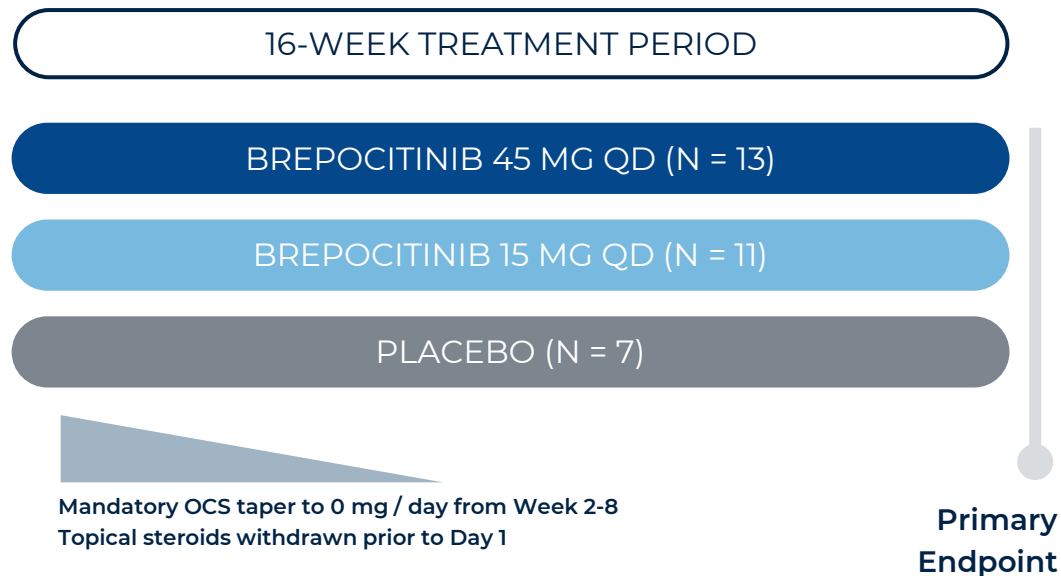 16-WEEK TREATMENT PERIOD
BREPOCITINIB 45 MG QD (N = 13)
BREPOCITINIB 15 MG QD (N = 11)
PLACEBO (N = 7)
Mandatory OCS taper to 0 mg / day from Week 2-8
Topical steroids withdrawn prior to Day 1
Primary
Endpoint